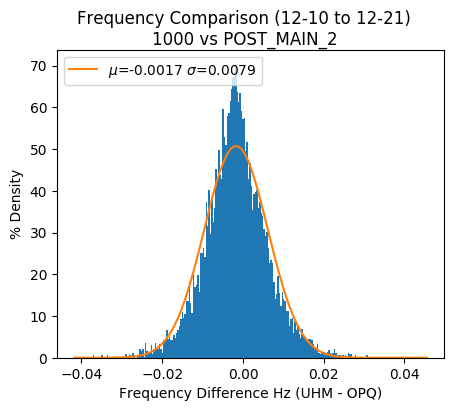 Frequency Comparison (12-10 to 12-21)
1000 vs POST_MAIN_2
μ=-0.0017 σ=0.0079
% Density
70
60
50
40
30
20
10
0
−0.04 −0.02 0.00 0.02 0.04
Frequency Difference Hz (UHM - OPQ)